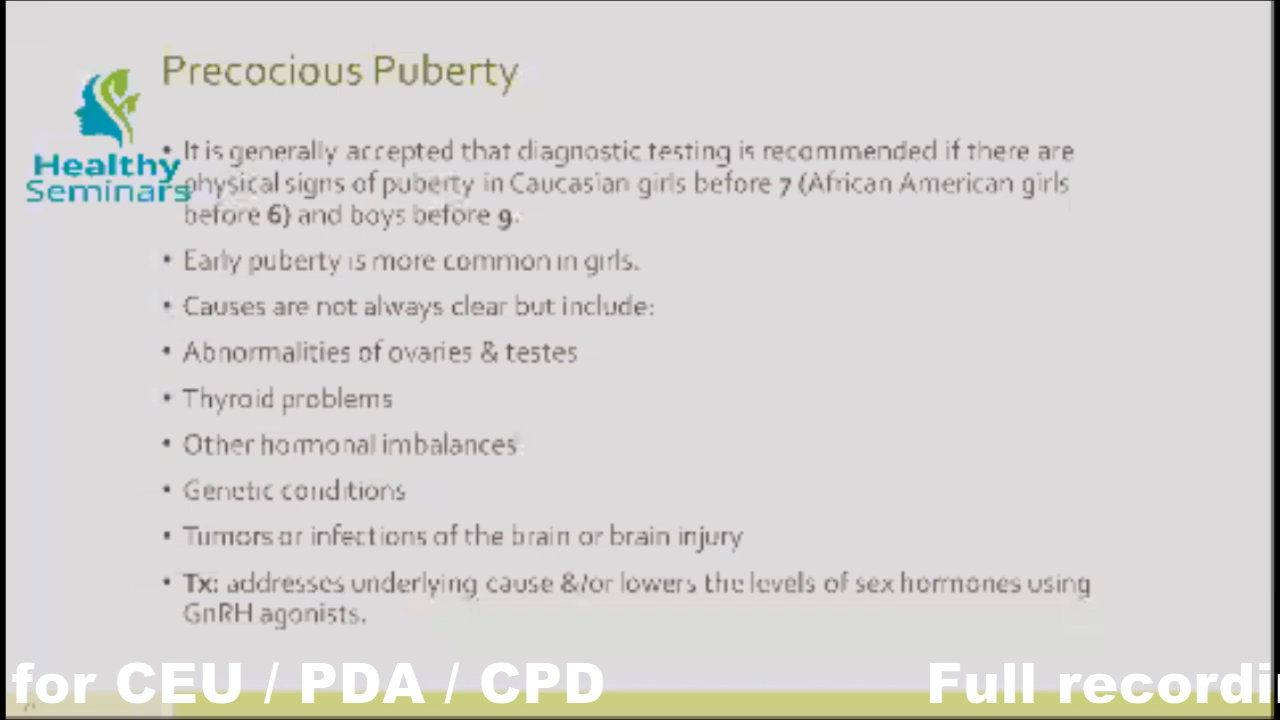 Precocious Puberty
Healthy
Seminars
• It is generally accepted that diagnostic testing is recommended if there are
physical signs of puberty in Caucasian girls before 7 (African American girls
before 6) and boys before 9.
• Early puberty is more common in girls.
• Causes are not always clear but include:
• Abnormalities of ovaries & testes
• Thyroid problems
• Other hormonal imbalances
• Genetic conditions
• Tumors or infections of the brain or brain injury
• Tx: addresses underlying cause &/or lowers the levels of sex hormones using
GnRH agonists.
for CEU / PDA / CPD Full recordi